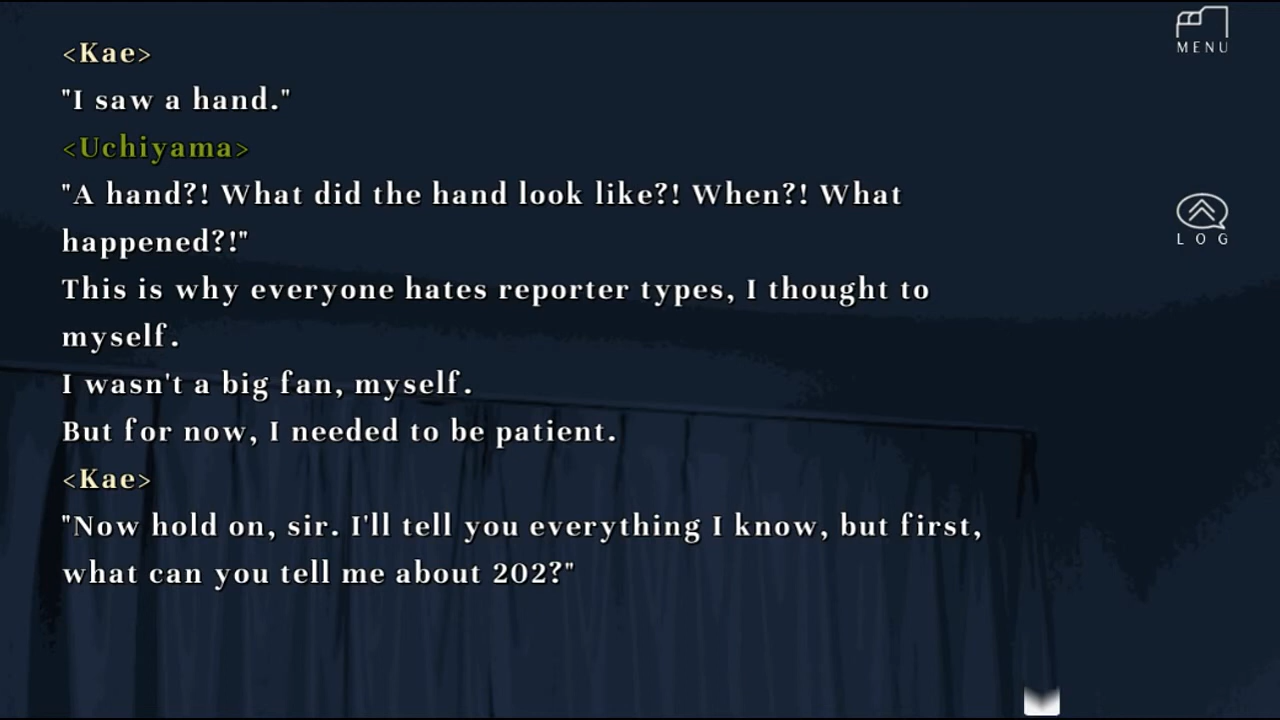 MENU
<Kae>
"I saw a hand."
<Uchiyama>
"A hand?! What did the hand look like?! When?! What
happened?!"
LOG
This is why everyone hates reporter types, I thought to
myself.
I wasn't a big fan, myself.
But for now, I needed to be patient.
<Kae>
"Now hold on, sir. I'll tell you everything I know, but first,
what can you tell me about 202?"